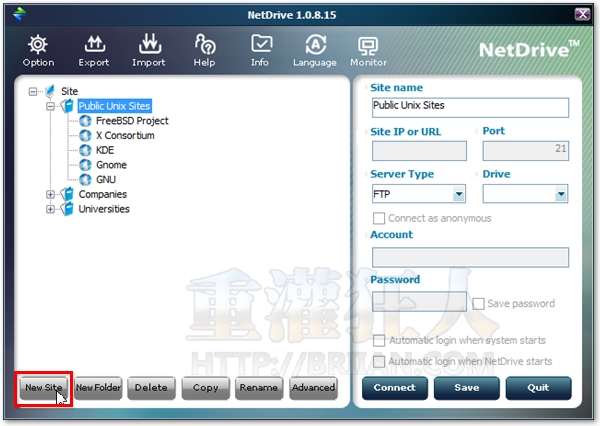 NetDrive 1.0.8.15
Option Export Import Help Info Language Monitor
NetDrive™
Site
Public Unix Sites
FreeBSD Project
X Consortium
KDE
Gnome
GNU
Companies
Universities
New Site New Folder Delete Copy Rename Advanced
Site name
Public Unix Sites
Site IP or URL Port
21
Server Type Drive
FTP
Connect as anonymous
Account
Password
Save password
Automatic login when system starts
Automatic login when NetDrive starts
Connect Save Quit
重灌狂人
HTTP://BRIIAN.COM